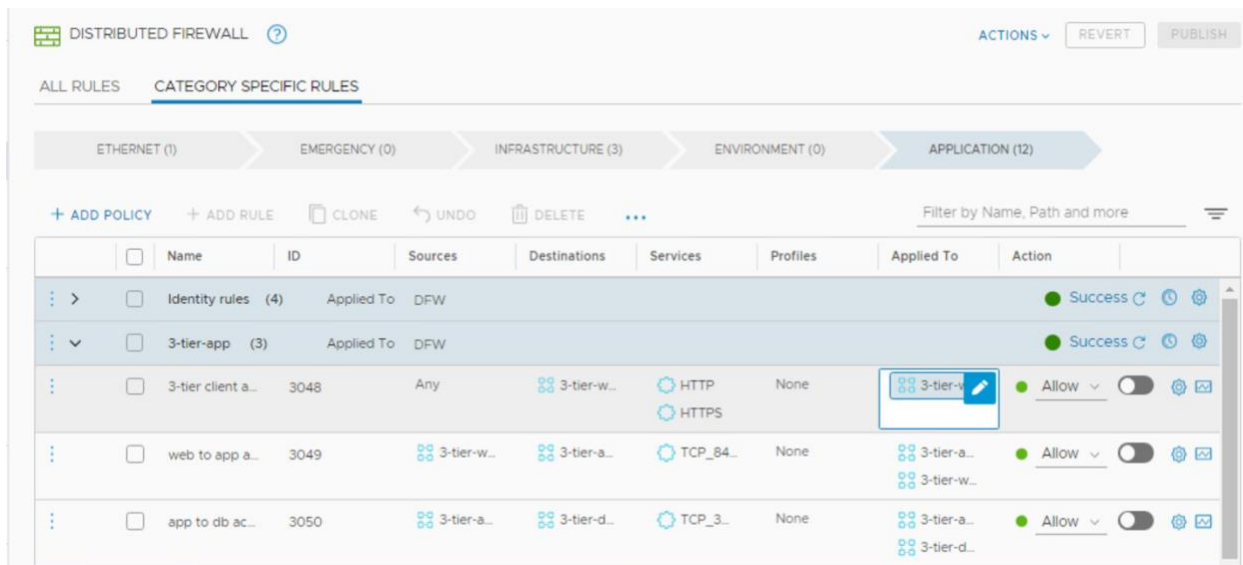 DISTRIBUTED FIREWALL ?
ACTIONS REVERT PUBLISH
ALL RULES CATEGORY SPECIFIC RULES
ETHERNET (1) EMERGENCY (0) INFRASTRUCTURE (3) ENVIRONMENT (0) APPLICATION (12)
+ ADD POLICY + ADD RULE CLONE UNDO DELETE ... Filter by Name, Path and more
Name ID Sources Destinations Services Profiles Applied To Action
Identity rules (4) Applied To DFW Success
3-tier-app (3) Applied To DFW Success
3-tier client a... 3048 Any 3-tier-w... HTTP None 3-tier-w Allow
HTTPS
web to app a... 3049 3-tier-w... 3-tier-a... TCP_84... None 3-tier-a... Allow
3-tier-w...
app to db ac... 3050 3-tier-a... 3-tier-d... TCP_3... None 3-tier-a... Allow
3-tier-d...